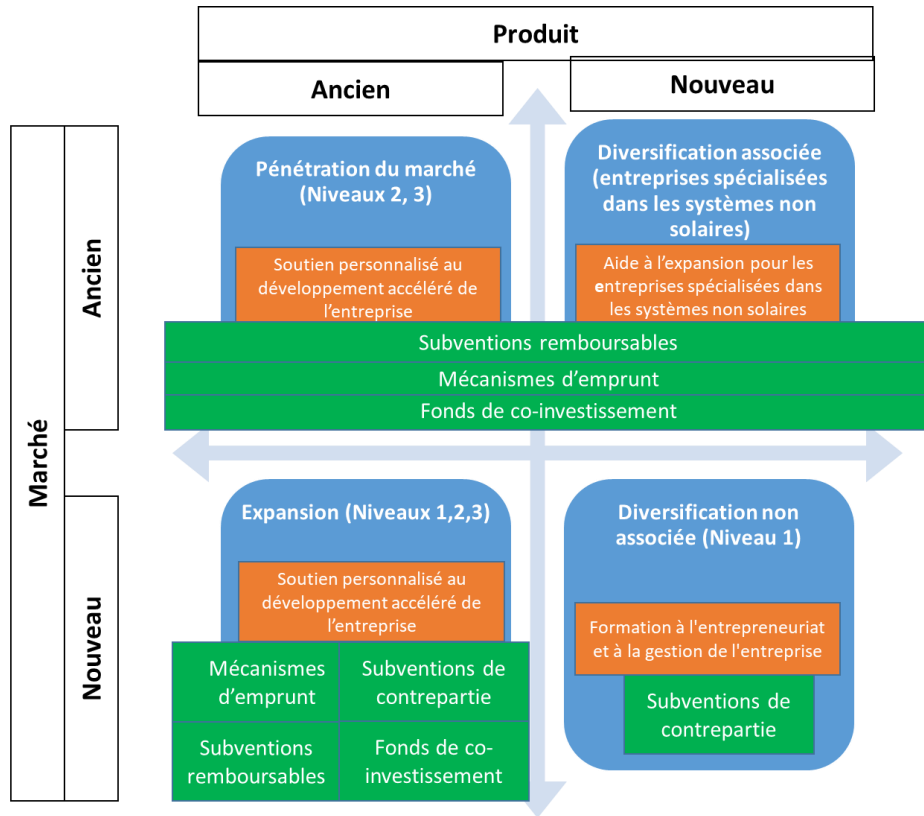 Produit
Ancien
Nouveau
Marché
Ancien
Pénétration du marché
(Niveaux 2, 3)
Soutien personnalisé au
développement accéléré de
l’entreprise
Diversification associée
(entreprises spécialisées
dans les systèmes non
solaires)
Aide à l’expansion pour les
entreprises spécialisées dans
les systèmes non solaires
Subventions remboursables
Mécanismes d’emprunt
Fonds de co-investissement
Nouveau
Expansion (Niveaux 1,2,3)
Soutien personnalisé au
développement accéléré de
l’entreprise
Mécanismes
d’emprunt
Subventions de
contrepartie
Subventions
remboursables
Fonds de co-
investissement
Diversification non
associée (Niveau 1)
Formation à l'entrepreneuriat
et à la gestion de l'entreprise
Subventions de
contrepartie